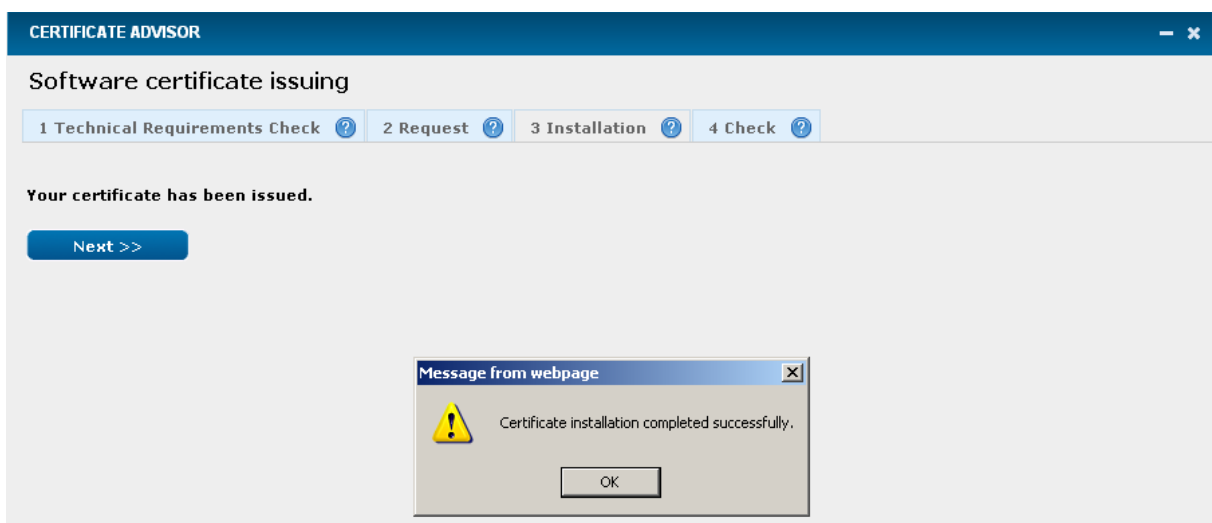 CERTIFICATE ADVISOR
Software certificate issuing
1 Technical Requirements Check ? 2 Request ? 3 Installation ? 4 Check ?
Your certificate has been issued.
Next >>
Message from webpage
Certificate installation completed successfully.
OK